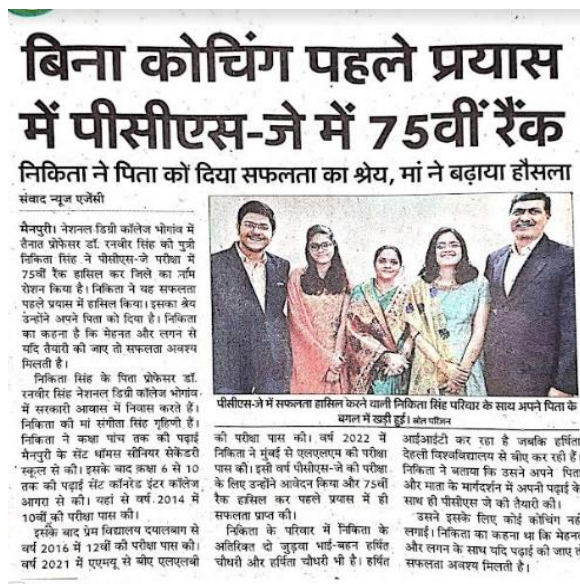 बिना कोचिंग पहले प्रयास
में पीसीएस-जे में 75वीं रैंक
निकिता ने पिता को दिया सफलता का श्रेय, मां ने बढ़ाया हौसला
संवाद न्यूज एजेंसी
मैनपुरी। नेशनल डिग्री कॉलेज भोगांव में
तैनात प्रोफेसर डॉ. रनवीर सिंह की पुत्री
निकिता सिंह ने पीसीएस-जे परीक्षा में
75वीं रैंक हासिल कर जिले का नाम
रोशन किया है। निकिता ने यह सफलता
पहले प्रयास में हासिल किया। इसका श्रेय
उन्होंने अपने पिता को दिया है। निकिता
का कहना है कि मेहनत और लगन से
यदि तैयारी की जाए तो सफलता अवश्य
मिलती है।
निकिता सिंह के पिता प्रोफेसर डॉ.
रनवीर सिंह नेशनल डिग्री कॉलेज भोगांव
में सरकारी आवास में निवास करते हैं।
निकिता की मां संगीता सिंह गृहिणी हैं।
निकिता ने कक्षा पांच तक की पढ़ाई
मैनपुरी के सेंट थॉमस सीनियर सेकेंडरी
स्कूल से की। इसके बाद कक्षा 6 से 10
तक की पढ़ाई सेंट कॉनरेड इंटर कॉलेज
आगरा से की। यहां से वर्ष 2014 में
10वीं की परीक्षा पास की।
इसके बाद प्रेम विद्यालय दयालबाग से
वर्ष 2016 में 12वीं की परीक्षा पास की।
वर्ष 2021 में एएमयू से बीए एलएलबी
पीसीएस-जे में सफलता हासिल करने वाली निकिता सिंह परिवार के साथ अपने पिता के
बगल में खड़ी हुई। स्रोत परिजन
की परीक्षा पास की। वर्ष 2022 में
निकिता ने मुंबई से एलएलएम की परीक्षा
पास की। इसी वर्ष पीसीएस-जे की परीक्षा
के लिए उन्होंने आवेदन किया और 75वीं
रैंक हासिल कर पहले प्रयास में ही
सफलता प्राप्त की।
निकिता के परिवार में निकिता के
अतिरिक्त दो जुड़वा भाई-बहन हर्षित
चौधरी और हर्षिता चौधरी भी है। हर्षित
आईआईटी कर रहा है जबकि हर्षिता
देहली विश्वविद्यालय से बीए कर रही हैं।
निकिता ने बताया कि उसने अपने पिता
और माता के मार्गदर्शन में अपनी पढ़ाई के
साथ ही पीसीएस जे की तैयारी की।
उसने इसके लिए कोई कोचिंग नहीं
लगाई। निकिता का कहना था कि मेहनत
और लगन के साथ यदि पढ़ाई की जाए तो
सफलता अवश्य मिलती है।